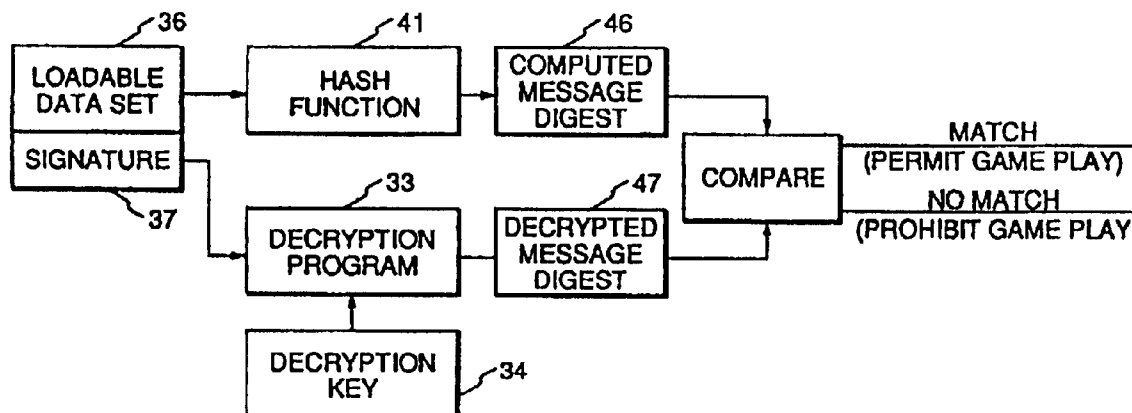 36
LOADABLE
DATA SET
SIGNATURE
37
41
HASH
FUNCTION
46
COMPUTED
MESSAGE
DIGEST
33
DECRYPTION
PROGRAM
47
DECRYPTED
MESSAGE
DIGEST
DECRYPTION
KEY
34
COMPARE
MATCH
(PERMIT GAME PLAY)
NO MATCH
(PROHIBIT GAME PLAY